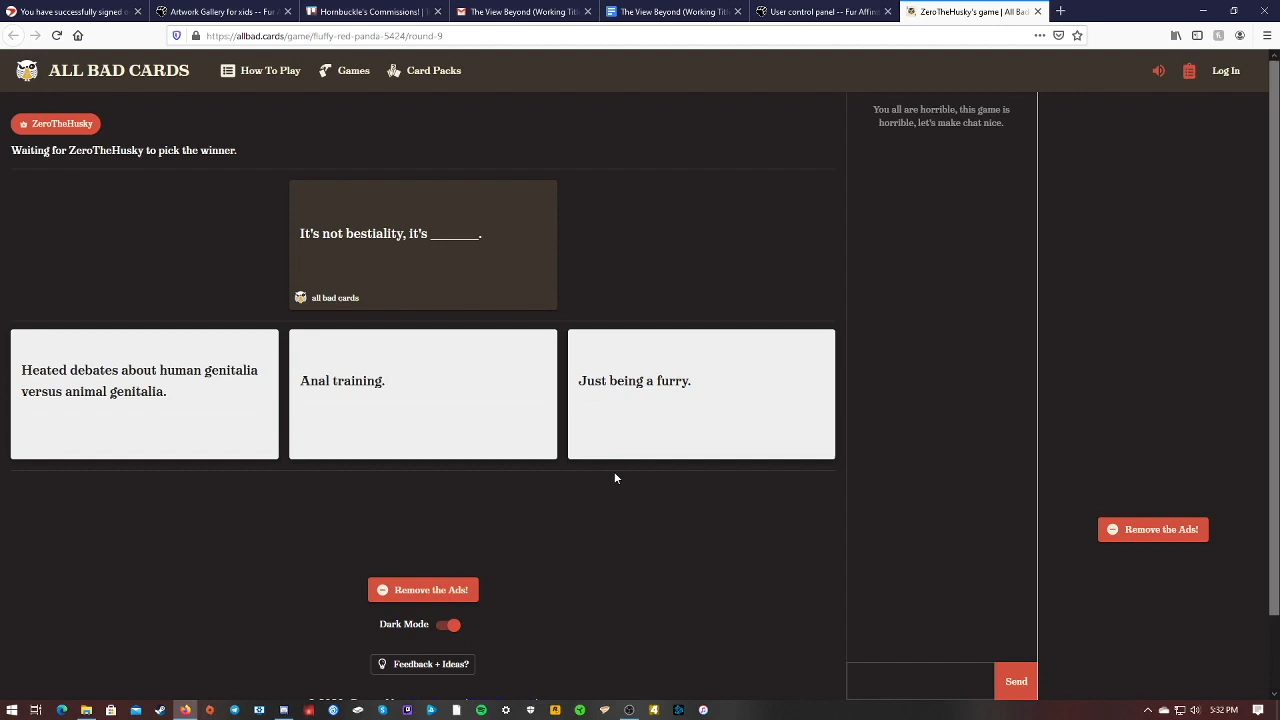 You have successfully signed e
Artwork Gallery for xids -- Fur A
Hornbuckle's Commissions! | T
The View Beyond (Working Title
The View Beyond (Working Title
User control panel -- Fur Affini
ZeroTheHusky's game | All Bad
https://allbad.cards/game/fluffy-red-panda-5424/round-9
ALL BAD CARDS
How To Play
Games
Card Packs
Log In
ZeroTheHusky
Waiting for ZeroTheHusky to pick the winner.
You all are horrible, this game is
horrible, let's make chat nice.
It's not bestiality, it's _______.
all bad cards
Heated debates about human genitalia
versus animal genitalia.
Anal training.
Just being a furry.
Remove the Ads!
Remove the Ads!
Dark Mode
Feedback + Ideas?
Send
5:32 PM